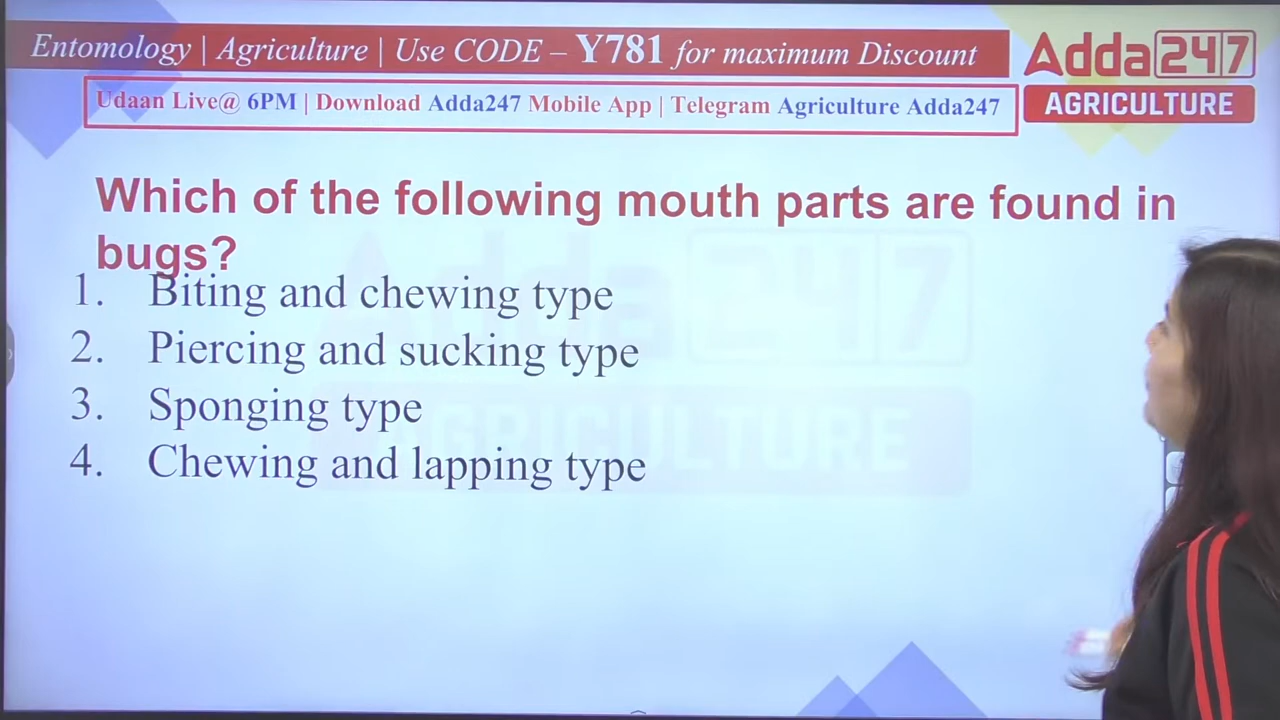 Entomology | Agriculture | Use CODE – Y781 for maximum Discount
Adda247
Udaan Live@ 6PM | Download Adda247 Mobile App | Telegram Agriculture Adda247
AGRICULTURE
Which of the following mouth parts are found in
bugs?
1. Biting and chewing type
2. Piercing and sucking type
3. Sponging type
4. Chewing and lapping type
Adda247
AGRICULTURE